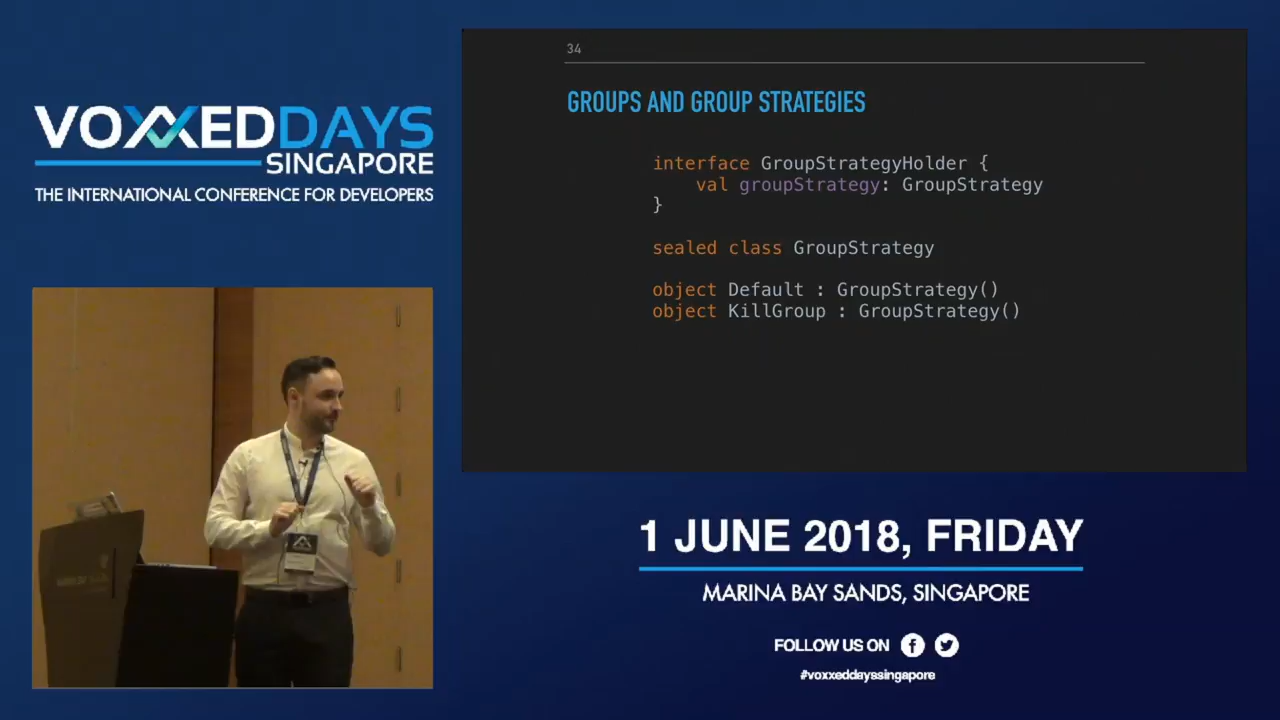 VOXXEDDAYS
SINGAPORE
THE INTERNATIONAL CONFERENCE FOR DEVELOPERS
34
GROUPS AND GROUP STRATEGIES
interface GroupStrategyHolder {
val groupStrategy: GroupStrategy
}
sealed class GroupStrategy
object Default : GroupStrategy()
object KillGroup : GroupStrategy()
1 JUNE 2018, FRIDAY
MARINA BAY SANDS, SINGAPORE
FOLLOW US ON
#voxxeddayssingapore